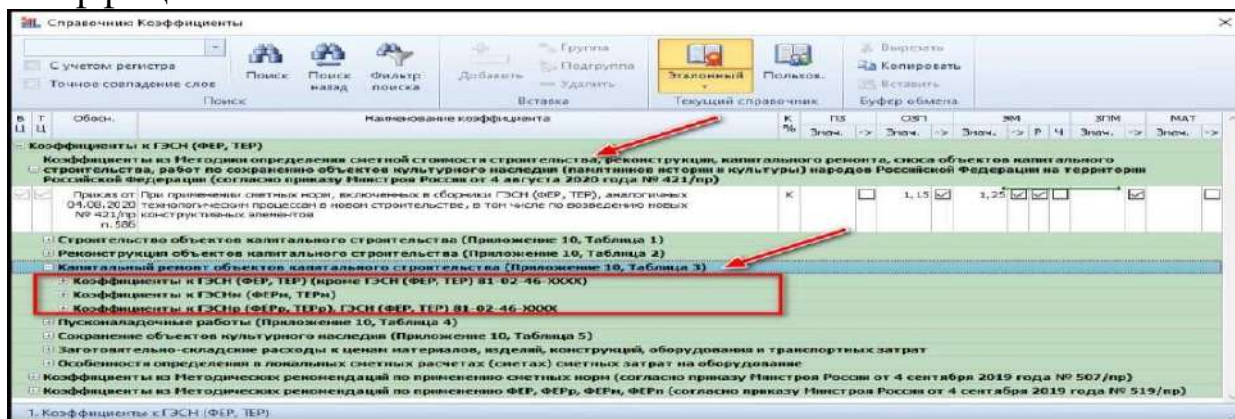 Справочник: Коэффициенты
С учетом регистра
Точное совпадение слов
Поиск
Поиск назад
Фильтр поиска
Поиск
Добавить
Группа
Подгруппа
Удалить
Вставка
Эталонный
Пользов.
Текущий справочник
Вырезать
Копировать
Вставить
Буфер обмена
В Ц Т Ц Обосн. Наименование коэффициента К % ПЗ ОЗП ЭМ ЗПМ МАТ
Знач. -> Знач. -> Знач. -> Р Ч Знач. -> Знач. ->
Коэффициенты к ГЭСН (ФЕР, ТЕР)
Коэффициенты из Методики определения сметной стоимости строительства, реконструкции, капитального ремонта, сноса объектов капитального
строительства, работ по сохранению объектов культурного наследия (памятников истории и культуры) народов Российской Федерации на территории
Российской Федерации (согласно приказу Минстроя России от 4 августа 2020 года № 421/пр)
Приказ от При применении сметных норм, включенных в сборники ГЭСН (ФЕР, ТЕР), аналогичных К 1,15 1,25
04.08.2020 технологическим процессам в новом строительстве, в том числе по возведению новых
№ 421/пр конструктивных элементов
п.58б
Строительство объектов капитального строительства (Приложение 10, Таблица 1)
Реконструкция объектов капитального строительства (Приложение 10, Таблица 2)
Капитальный ремонт объектов капитального строительства (Приложение 10, Таблица 3)
Коэффициенты к ГЭСН (ФЕР, ТЕР) (кроме ГЭСН (ФЕР, ТЕР) 81-02-46-XXXX)
Коэффициенты к ГЭСНм (ФЕРм, ТЕРм)
Коэффициенты к ГЭСНр (ФЕРр, ТЕРр), ГЭСН (ФЕР, ТЕР) 81-02-46-XXXX
Пусконаладочные работы (Приложение 10, Таблица 4)
Сохранение объектов культурного наследия (Приложение 10, Таблица 5)
Заготовительно-складские расходы к ценам материалов, изделий, конструкций, оборудования и транспортных затрат
Особенности определения в локальных сметных расчетах (сметах) сметных затрат на оборудование
Коэффициенты из Методических рекомендаций по применению сметных норм (согласно приказу Минстроя России от 4 сентября 2019 года № 507/пр)
Коэффициенты из Методических рекомендаций по применению ФЕР, ФЕРр, ФЕРм, ФЕРп (согласно приказу Минстроя России от 4 сентября 2019 года № 519/пр)
1. Коэффициенты к ГЭСН (ФЕР, ТЕР)